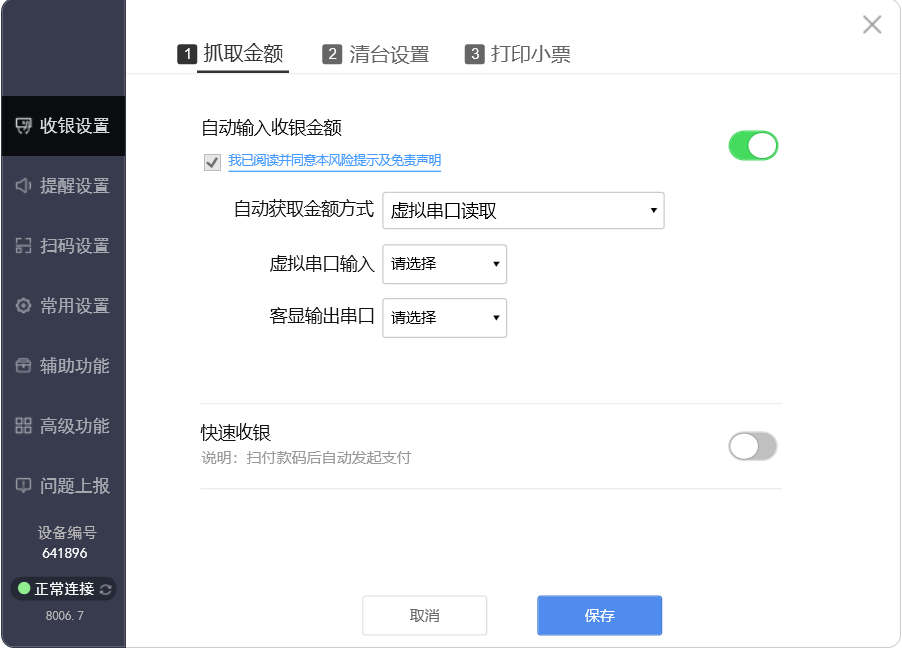 1 抓取金额 2 清台设置 3 打印小票
收银设置
提醒设置
扫码设置
常用设置
辅助功能
高级功能
问题上报
设备编号
641896
正常连接
8006.7
自动输入收银金额
我已阅读并同意本风险提示及免责声明
自动获取金额方式 虚拟串口读取
虚拟串口输入 请选择
客显输出串口 请选择
快速收银
说明：扫付款码后自动发起支付
取消 保存